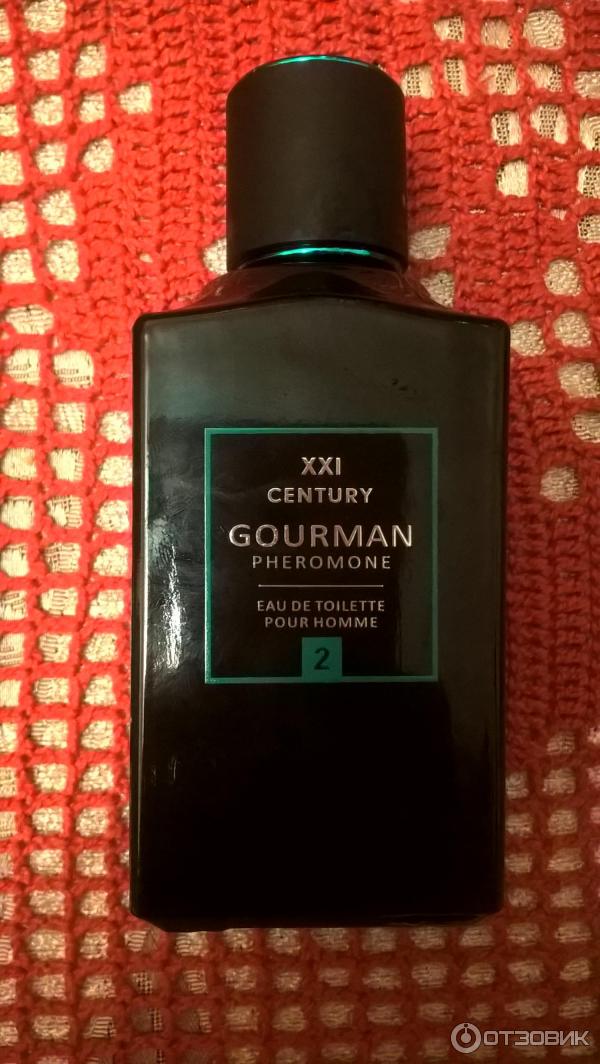 XXI
CENTURY
GOURMAN
PHEROMONE
EAU DE TOILETTE
POUR HOMME
2
ОТЗОВИК